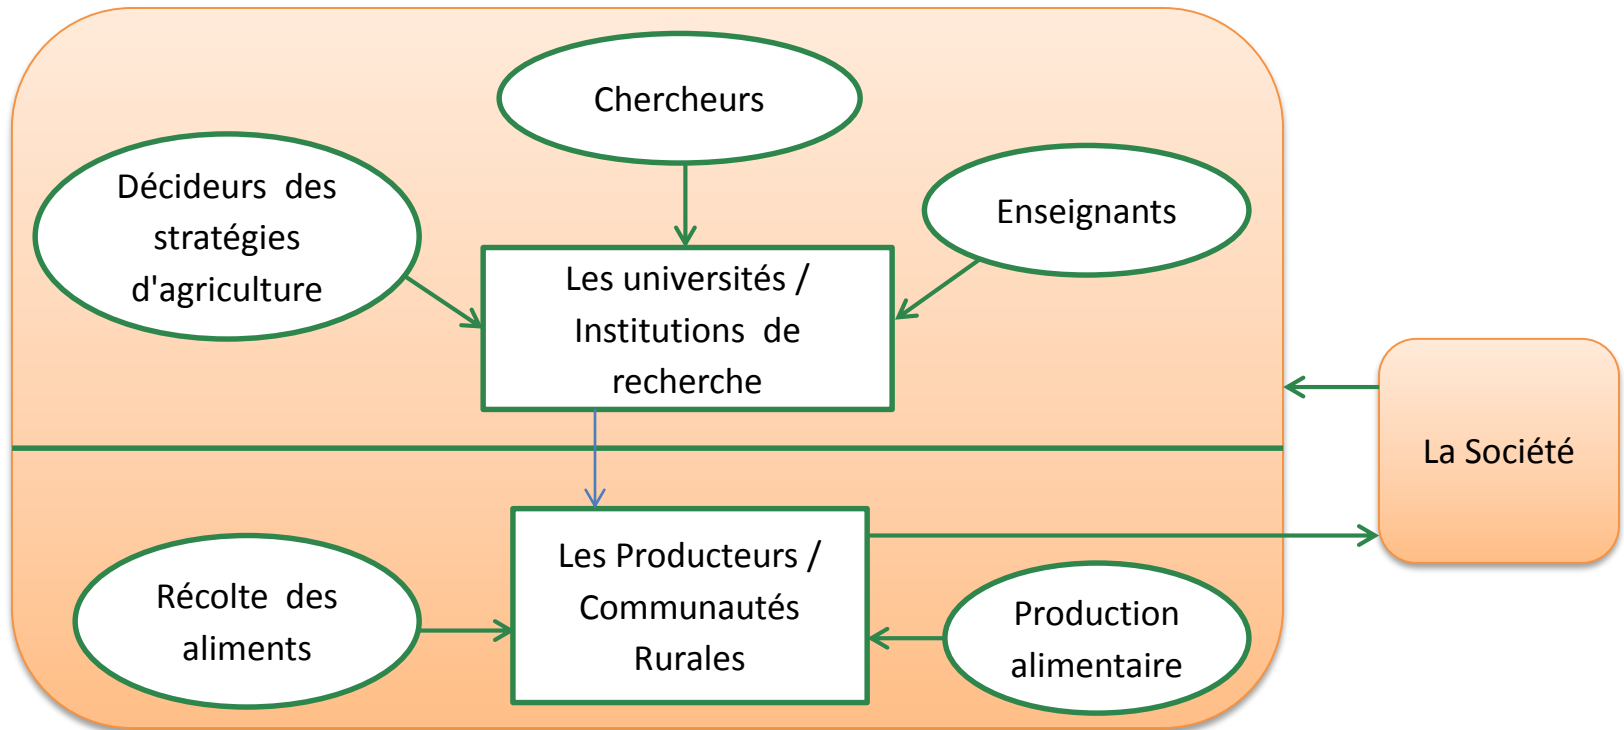 Chercheurs
Décideurs des
stratégies
d'agriculture
Enseignants
Les universités /
Institutions de
recherche
La Société
Les Producteurs /
Communautés
Rurales
Récolte des
aliments
Production
alimentaire